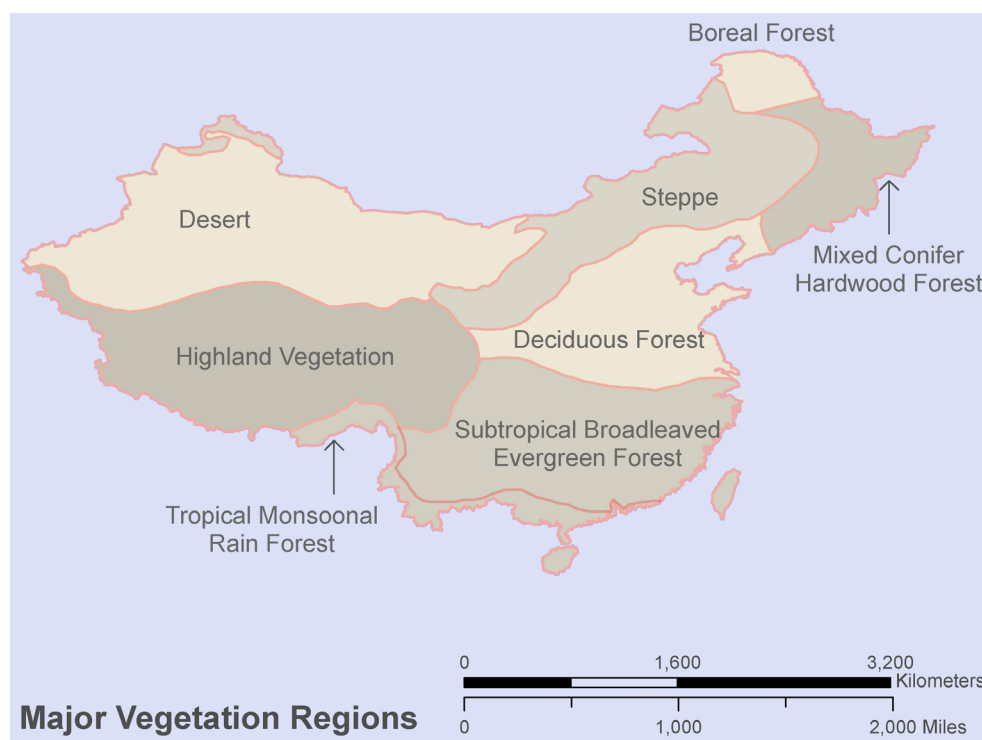 Boreal Forest
Steppe
Desert
Mixed Conifer
Hardwood Forest
Deciduous Forest
Highland Vegetation
Subtropical Broadleaved
Evergreen Forest
Tropical Monsoonal
Rain Forest
0 1,600 3,200
Kilometers
Major Vegetation Regions
0 1,000 2,000 Miles